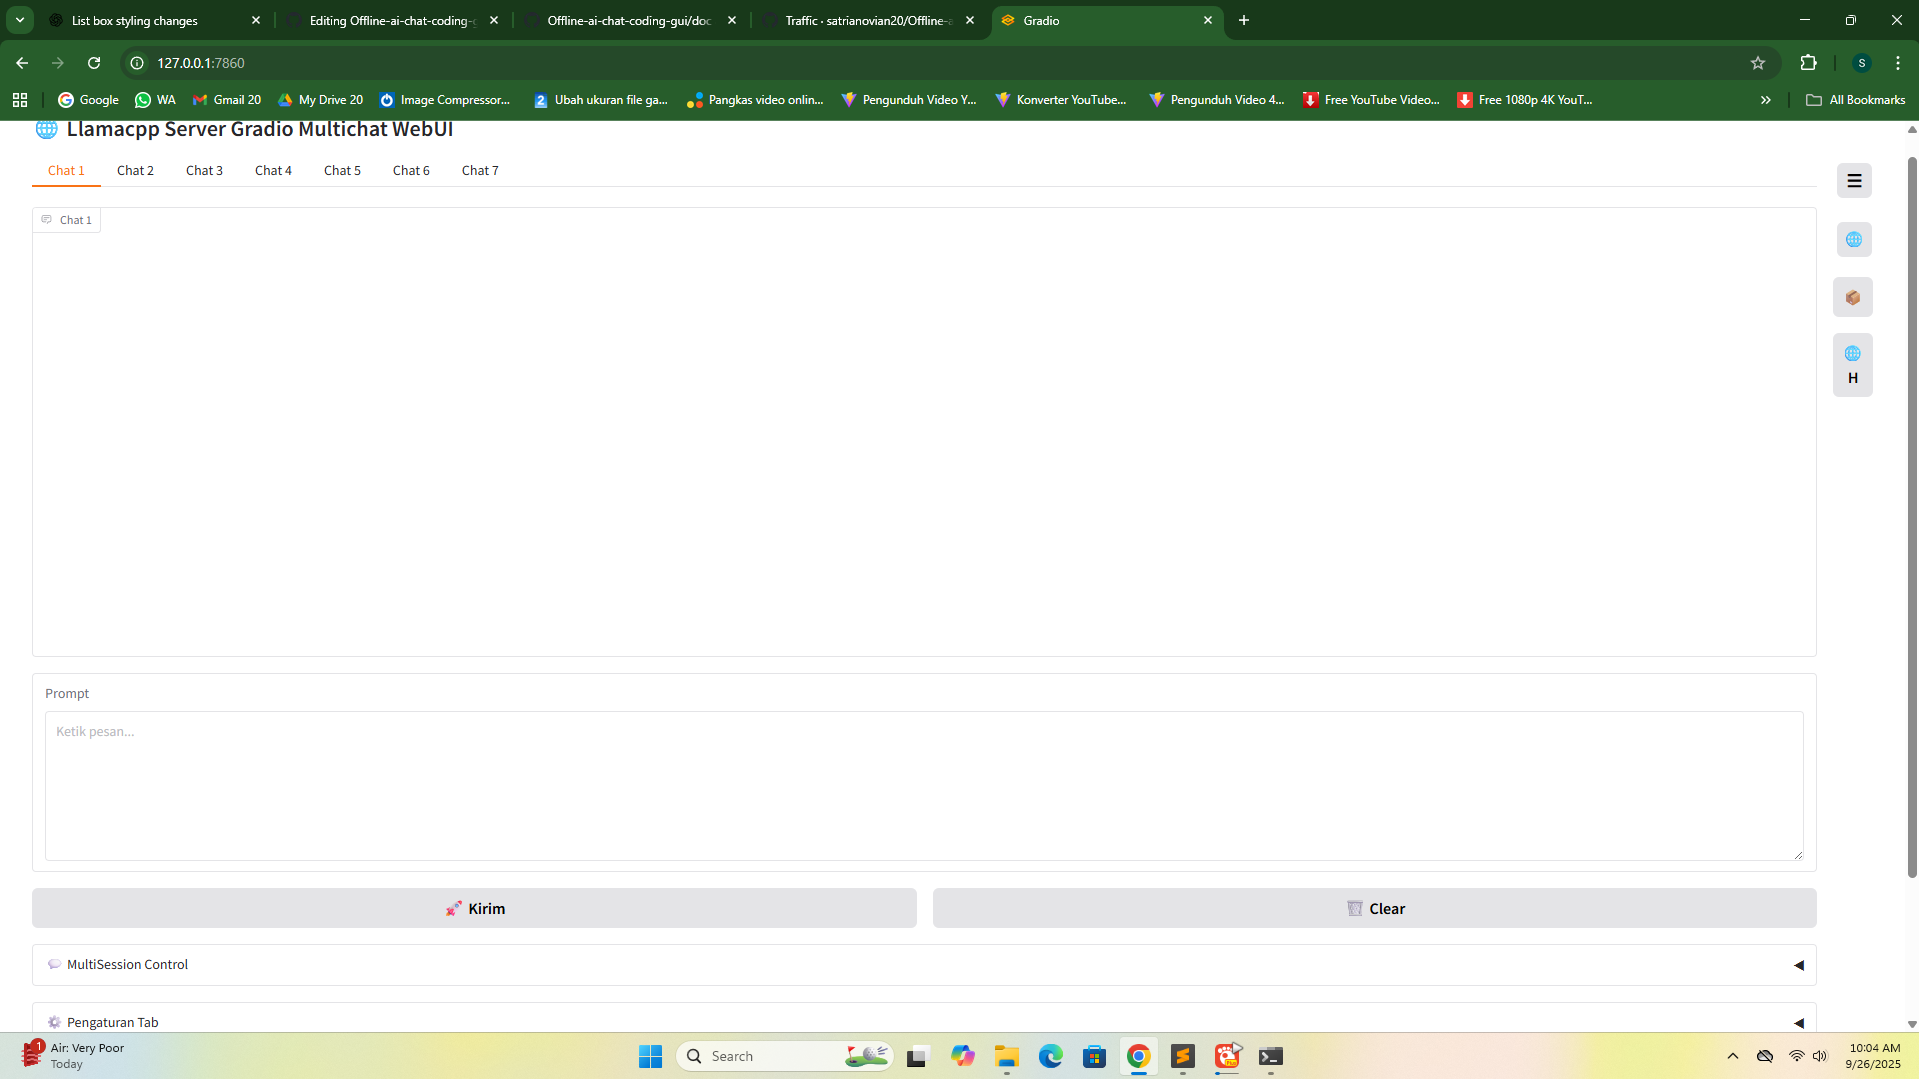 List box styling changes
Editing Offline-ai-chat-coding-g
Offline-ai-chat-coding-gui/doc
Traffic · satrianovian20/Offline-a
Gradio
127.0.0.1:7860
S
Google
WA
Gmail 20
My Drive 20
Image Compressor...
2 Ubah ukuran file ga...
Pangkas video onlin...
Pengunduh Video Y...
Konverter YouTube...
Pengunduh Video 4...
Free YouTube Video...
Free 1080p 4K YouT...
All Bookmarks
Llamacpp Server Gradio Multichat WebUI
Chat 1
Chat 2
Chat 3
Chat 4
Chat 5
Chat 6
Chat 7
Chat 1
H
Prompt
Ketik pesan...
Kirim
Clear
MultiSession Control
Pengaturan Tab
1
Air: Very Poor
Today
Search
10:04 AM
9/26/2025